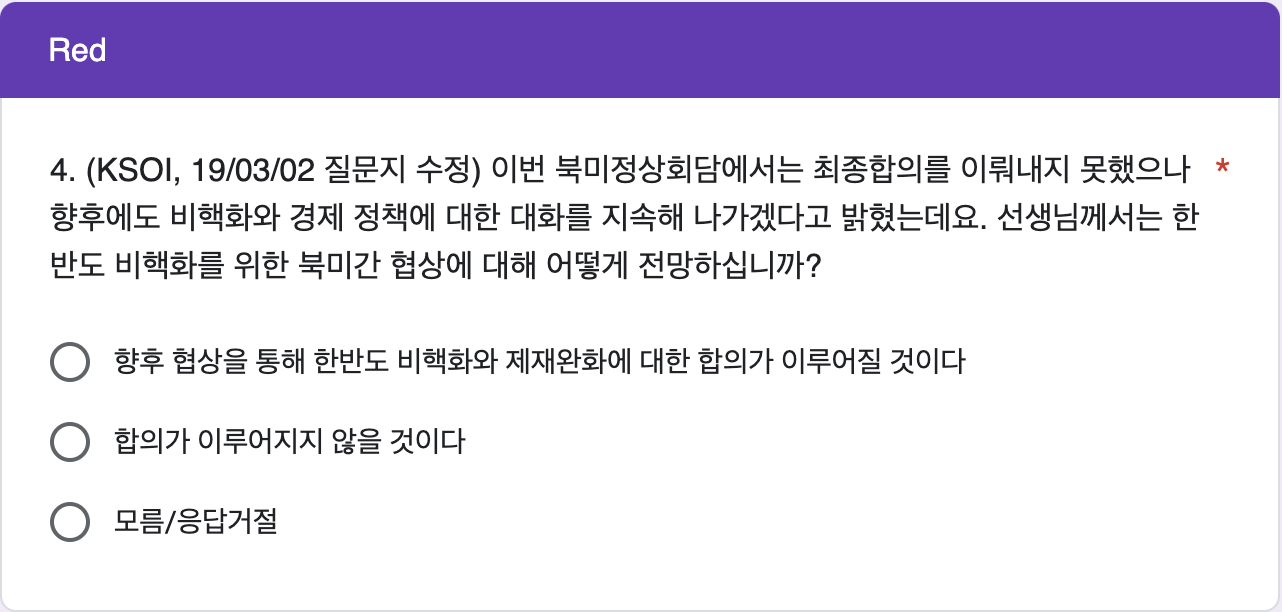 Red
4. (KSOI, 19/03/02 질문지 수정) 이번 북미정상회담에서는 최종합의를 이뤄내지 못했으나 *
향후에도 비핵화와 경제 정책에 대한 대화를 지속해 나가겠다고 밝혔는데요. 선생님께서는 한
반도 비핵화를 위한 북미간 협상에 대해 어떻게 전망하십니까?
향후 협상을 통해 한반도 비핵화와 제재완화에 대한 합의가 이루어질 것이다
합의가 이루어지지 않을 것이다
모름/응답거절